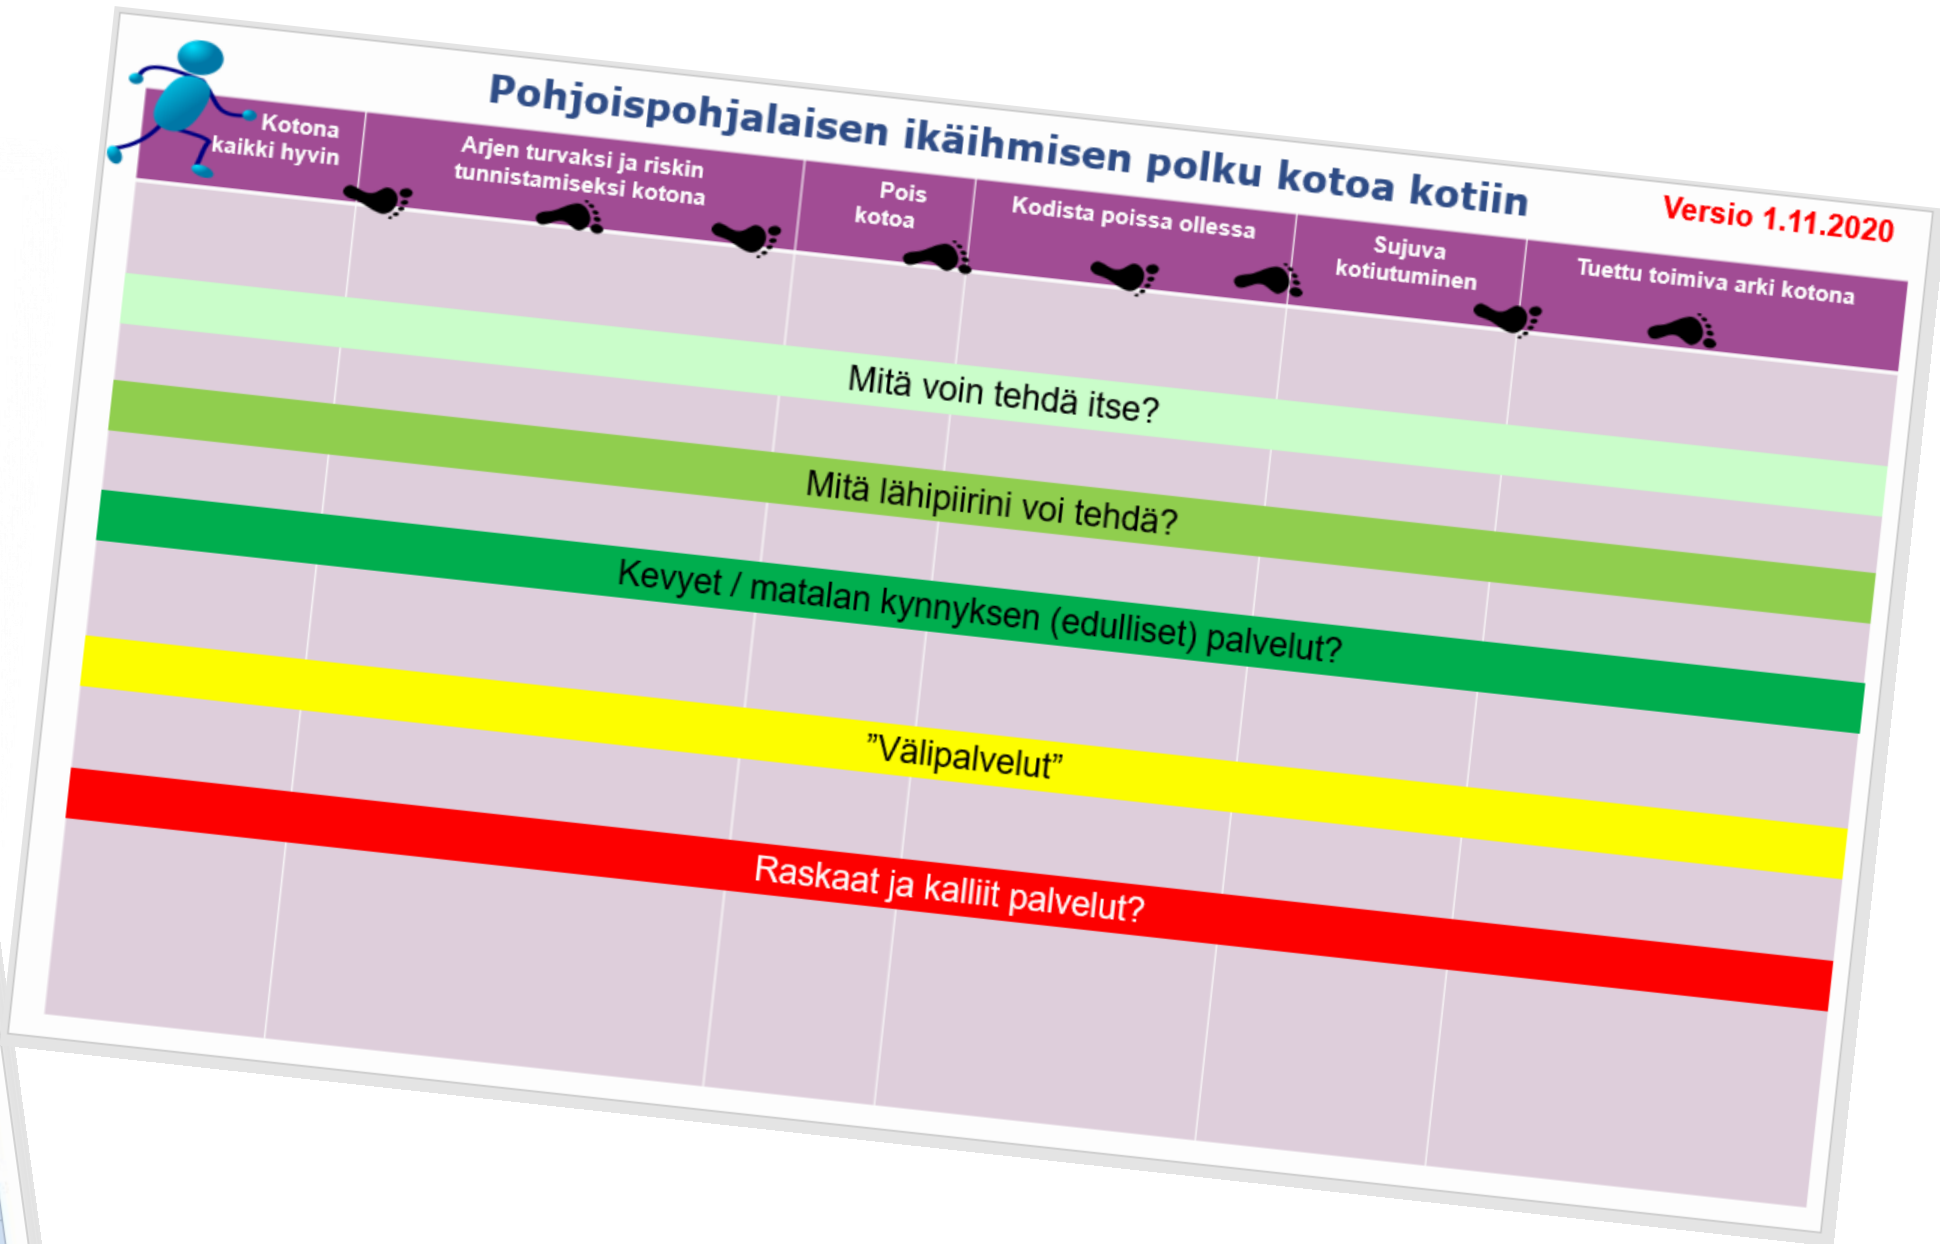 Pohjoispohjalaisen ikäihmisen polku kotoa kotiin
Versio 1.11.2020
Kotona
kaikki hyvin
Arjen turvaksi ja riskin
tunnistamiseksi kotona
Pois
kotoa
Kodista poissa ollessa
Sujuva
kotiutuminen
Tuettu toimiva arki kotona
Mitä voin tehdä itse?
Mitä lähipiirini voi tehdä?
Kevyet / matalan kynnyksen (edulliset) palvelut?
”Välipalvelut”
Raskaat ja kalliit palvelut?